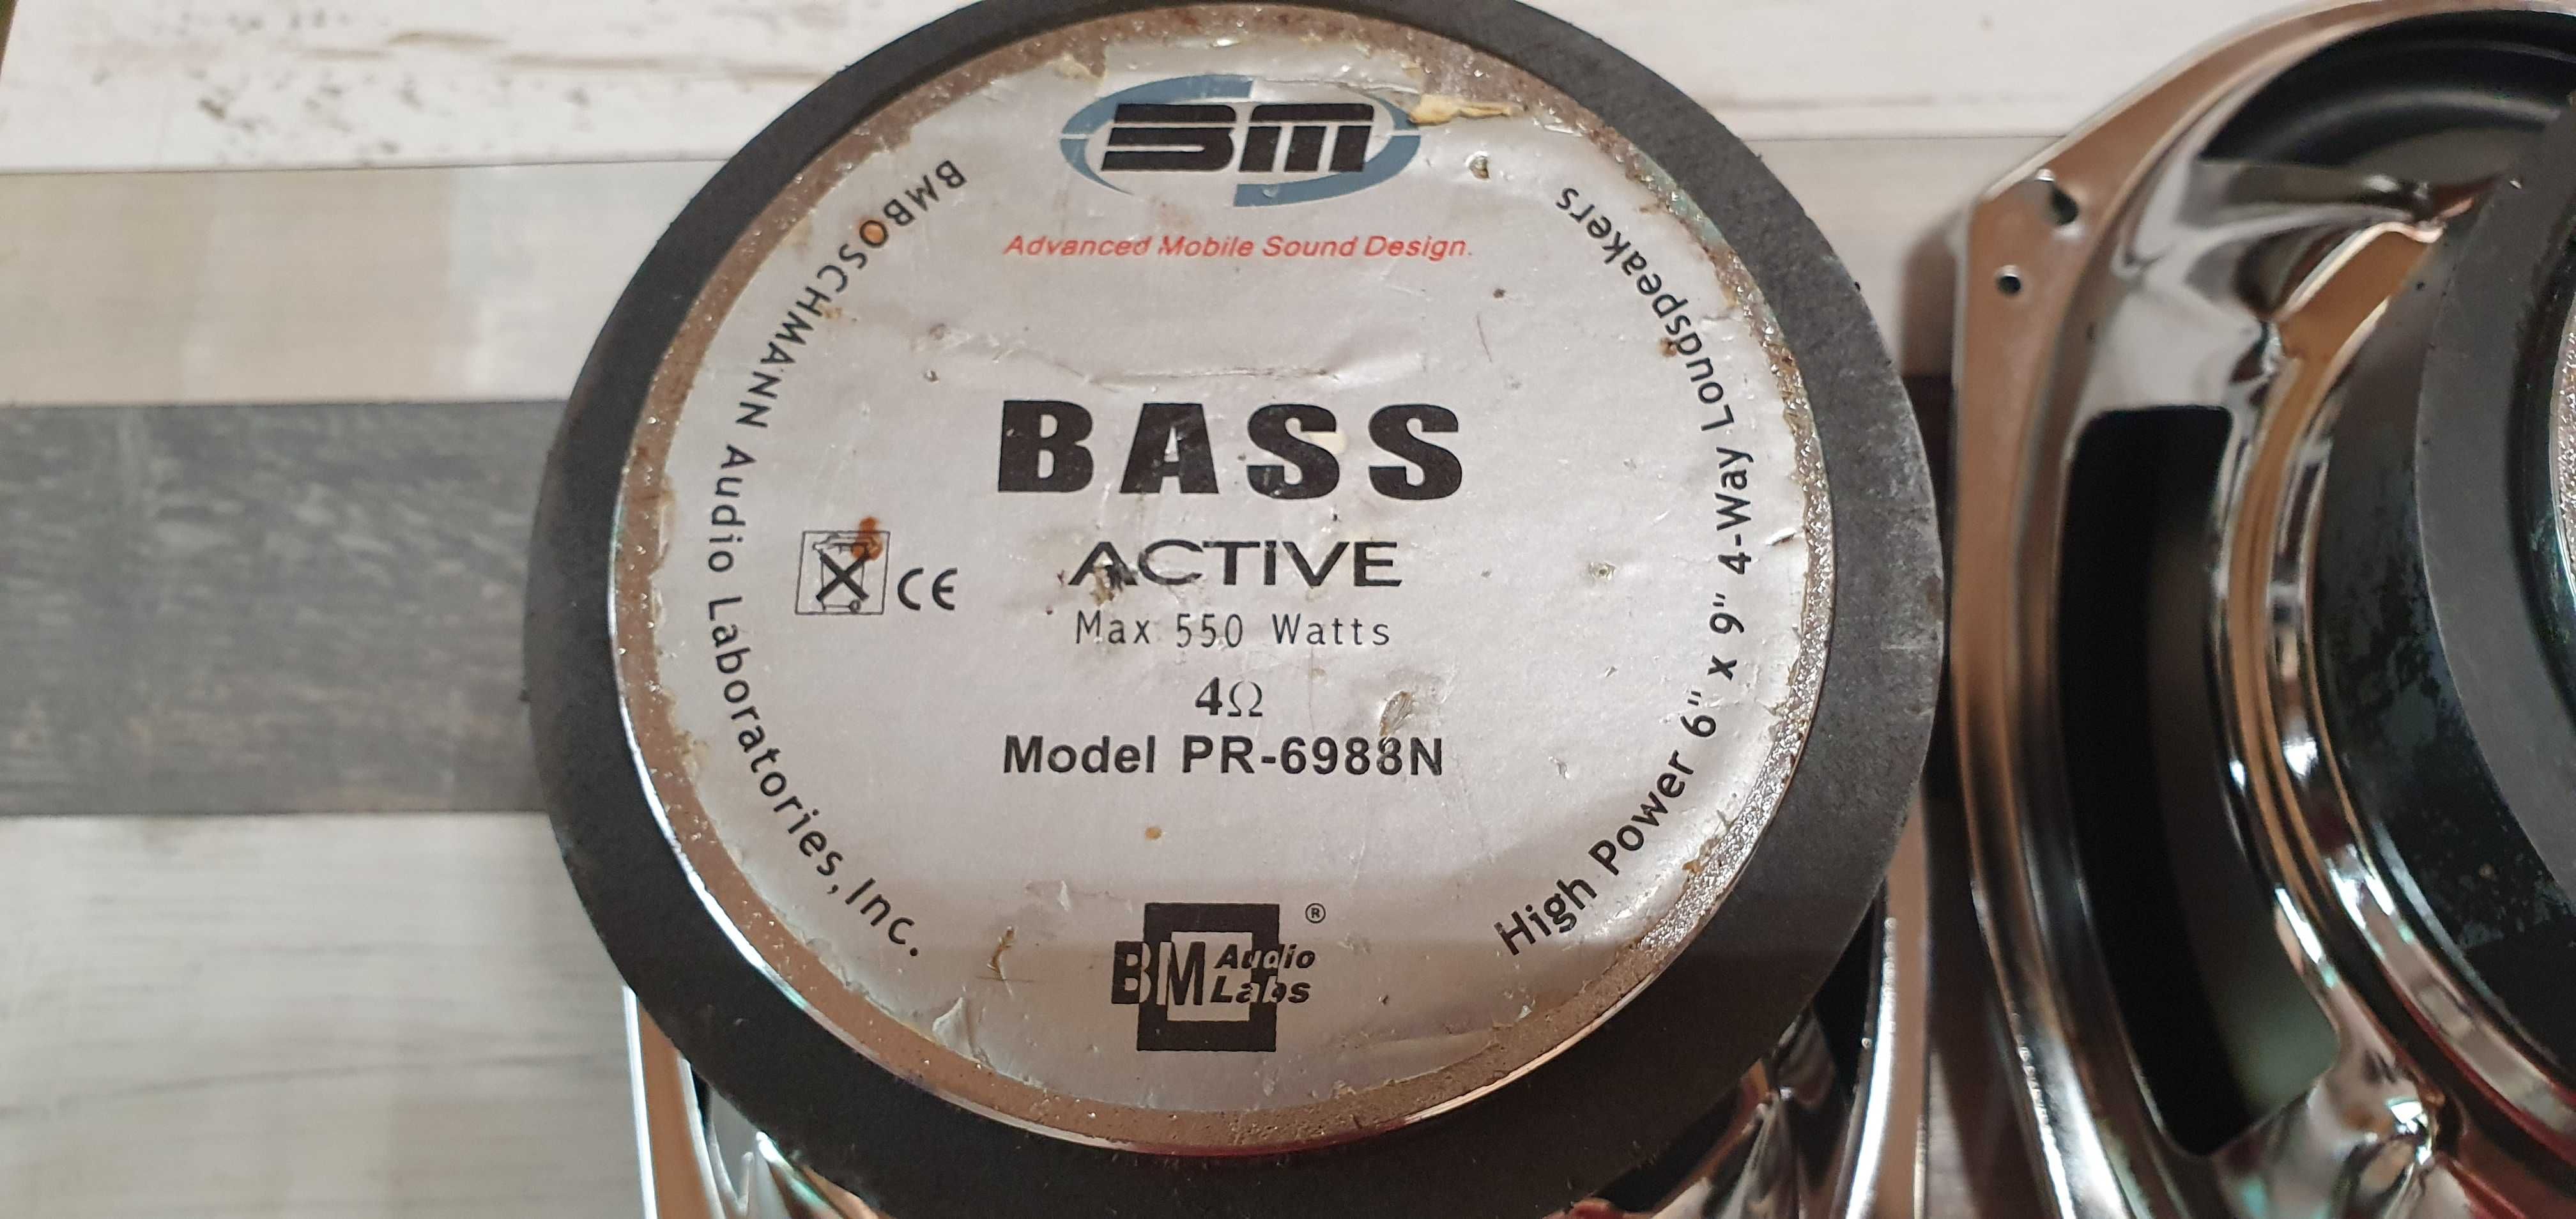 BM
Advanced Mobile Sound Design.
BMBOSCHMANN Audio Laboratories, Inc.
BASS
ACTIVE
CE
Max 550 Watts
4Ω
Model PR-6988N
High Power 6" x 9" 4-Way Loudspeakers
BM Audio Labs ®